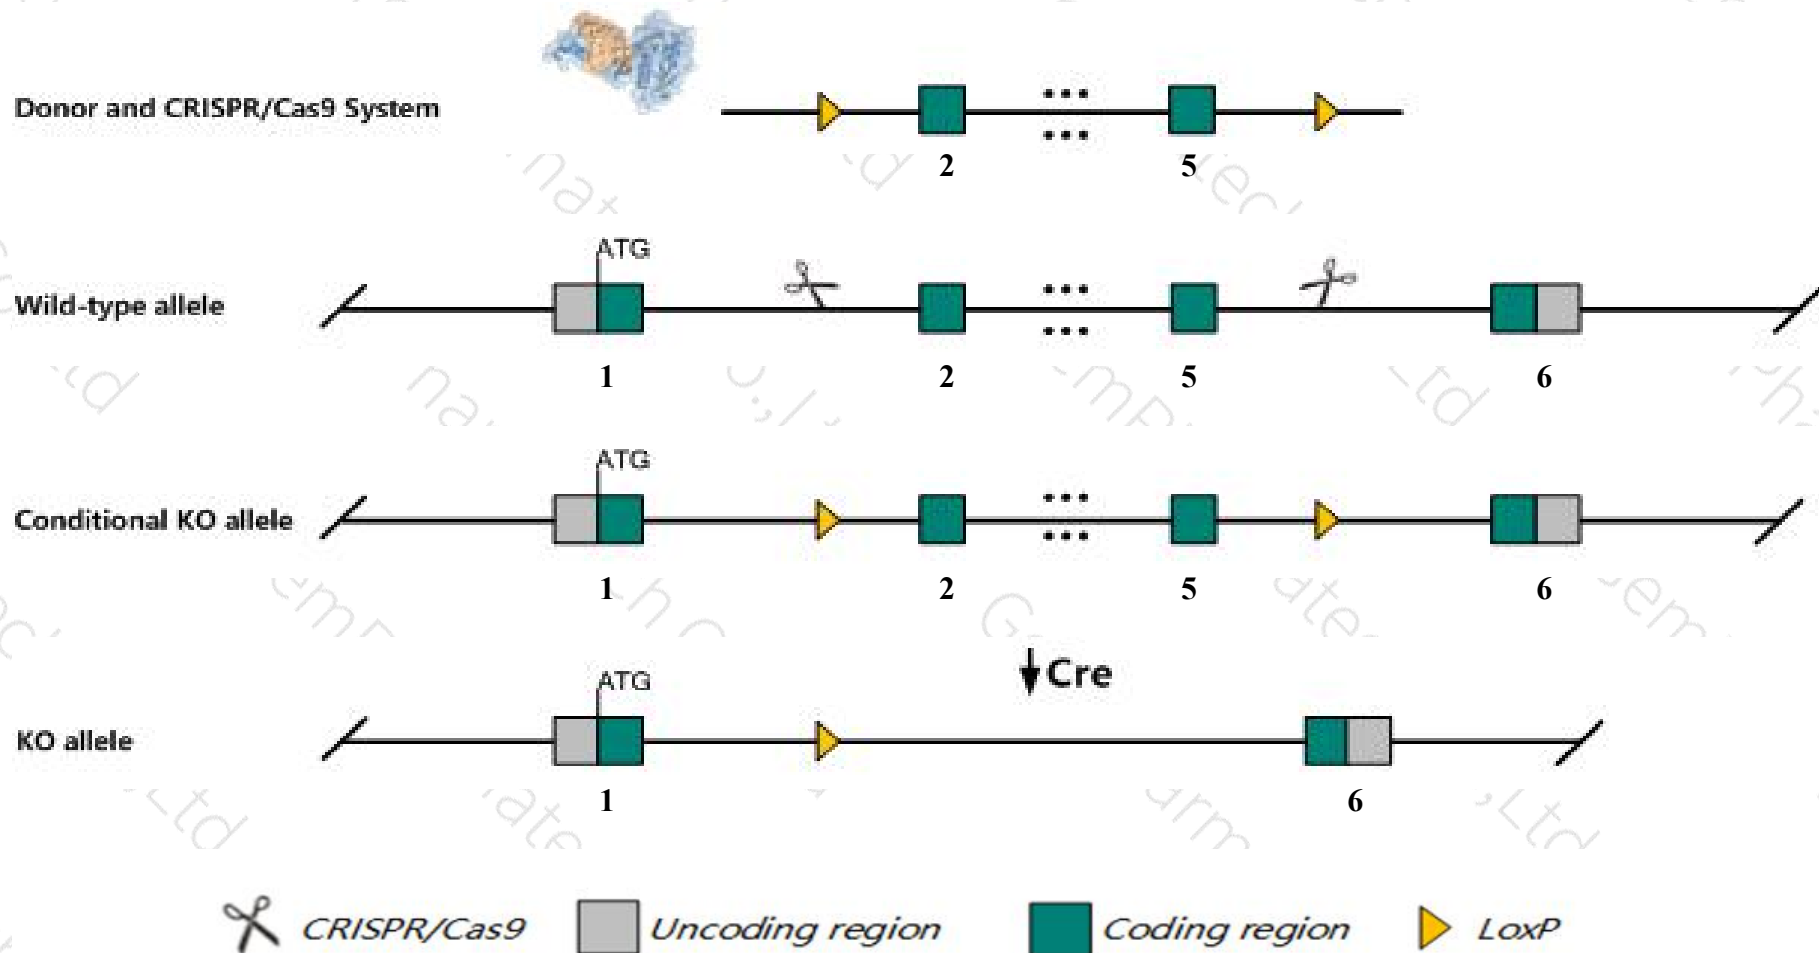 Donor and CRISPR/Cas9 System
2 5
ATG
Wild-type allele
1 2 5 6
ATG
Conditional KO allele
1 2 5 6
Cre
ATG
KO allele
1 6
CRISPR/Cas9 Uncoding region Coding region LoxP